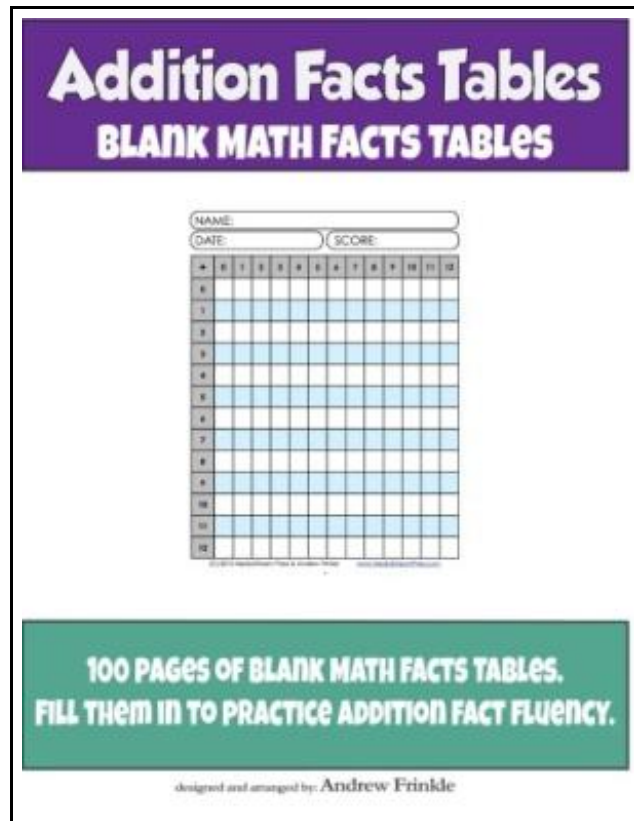 Addition Facts Tables
BLANK MATH FACTS TABLES
NAME:
DATE: SCORE:
+ 0 1 2 3 4 5 6 7 8 9 10 11 12
0
1
2
3
4
5
6
7
8
9
10
11
12
100 PAGES OF BLANK MATH FACTS TABLES.
FILL THEM IN TO PRACTICE ADDITION FACT FLUENCY.
designed and arranged by: Andrew Frinkle